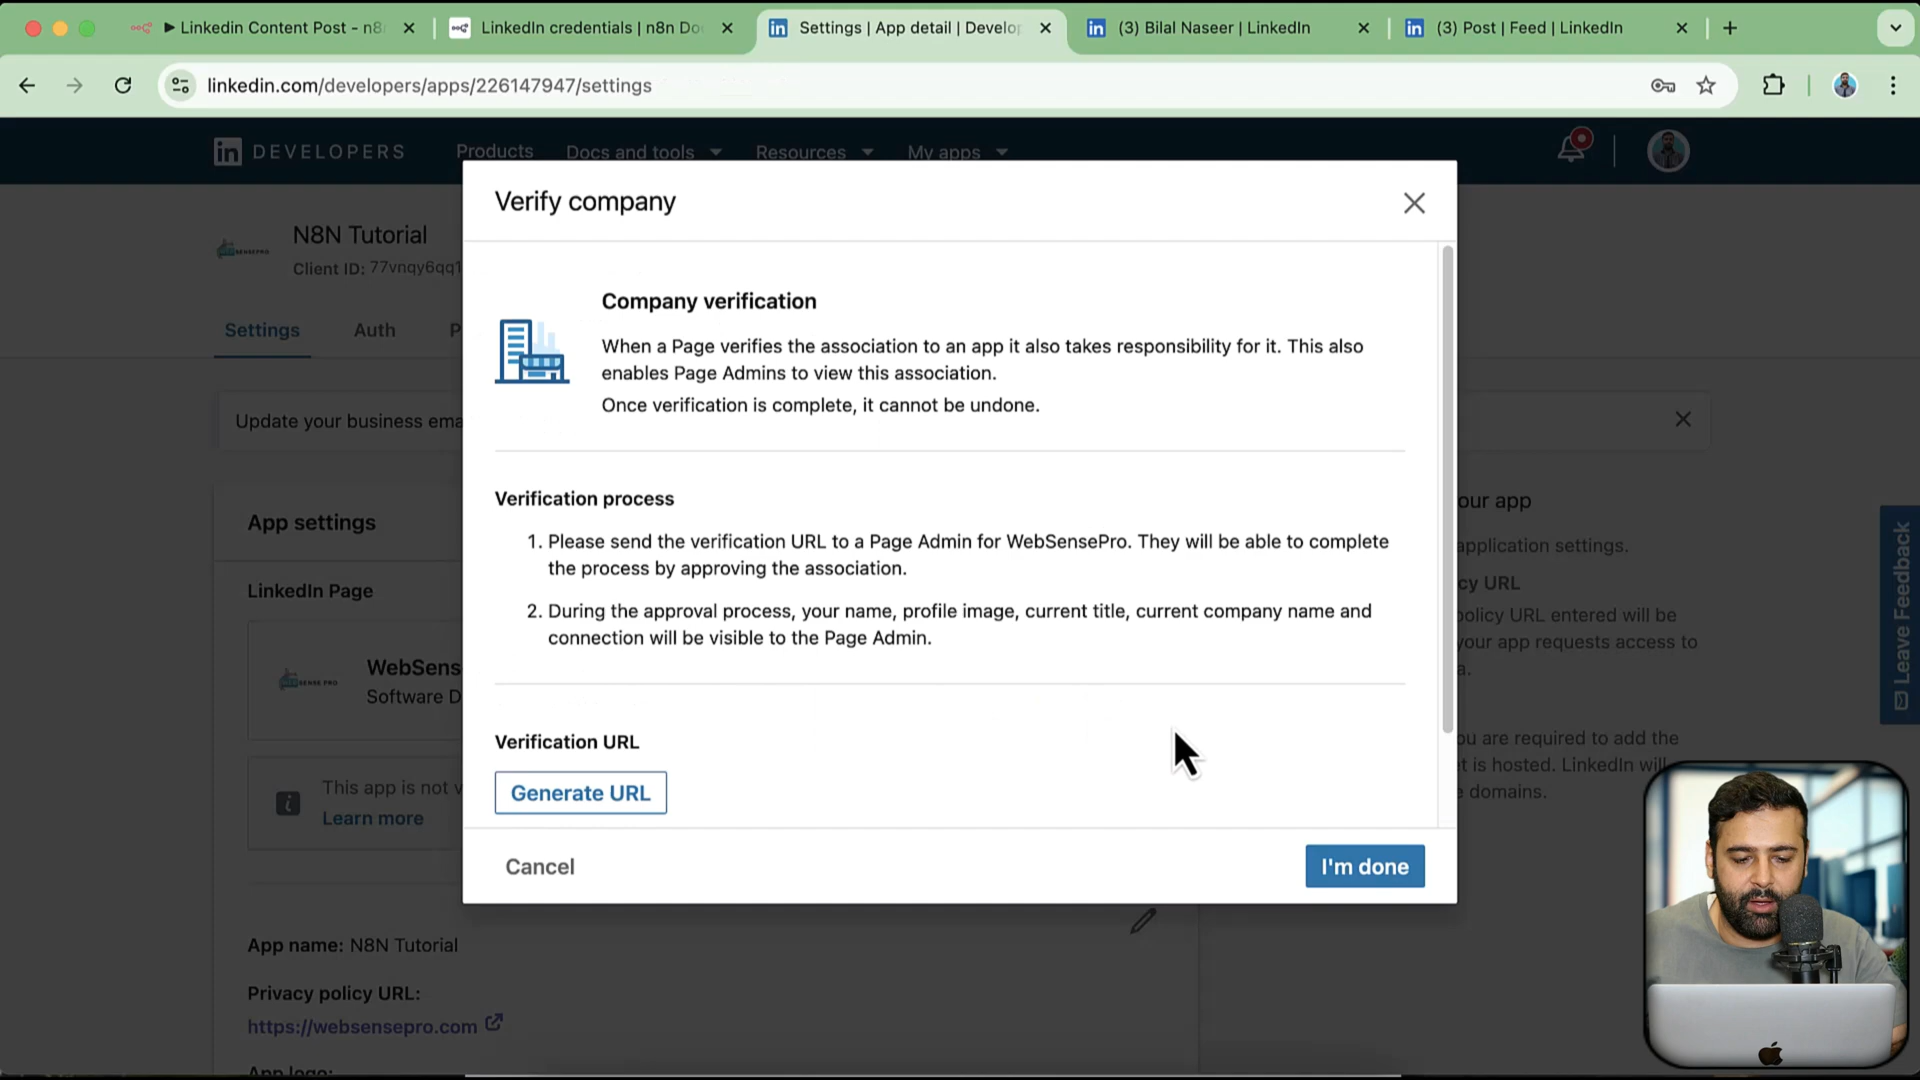 Linkedin Content Post - n8
LinkedIn credentials | n8n Do
Settings | App detail | Develop
(3) Bilal Naseer | LinkedIn
(3) Post | Feed | LinkedIn
linkedin.com/developers/apps/226147947/settings
in DEVELOPERS
Products
Docs and tools
Resources
My apps
Verify company
N8N Tutorial
Client ID: 77vnqy6qq1
Settings
Auth
P
Company verification
When a Page verifies the association to an app it also takes responsibility for it. This also
enables Page Admins to view this association.
Once verification is complete, it cannot be undone.
Update your business ema
Verification process
1. Please send the verification URL to a Page Admin for WebSensePro. They will be able to complete
the process by approving the association.
2. During the approval process, your name, profile image, current title, current company name and
connection will be visible to the Page Admin.
Verification URL
Generate URL
Cancel
I'm done
App settings
LinkedIn Page
WebSens
Software D
This app is not v
Learn more
App name: N8N Tutorial
Privacy policy URL:
https://websensepro.com
App logo:
our app
application settings.
cy URL
policy URL entered will be
your app requests access to
a.
ou are required to add the
t is hosted. LinkedIn will
e domains.
Leave Feedback